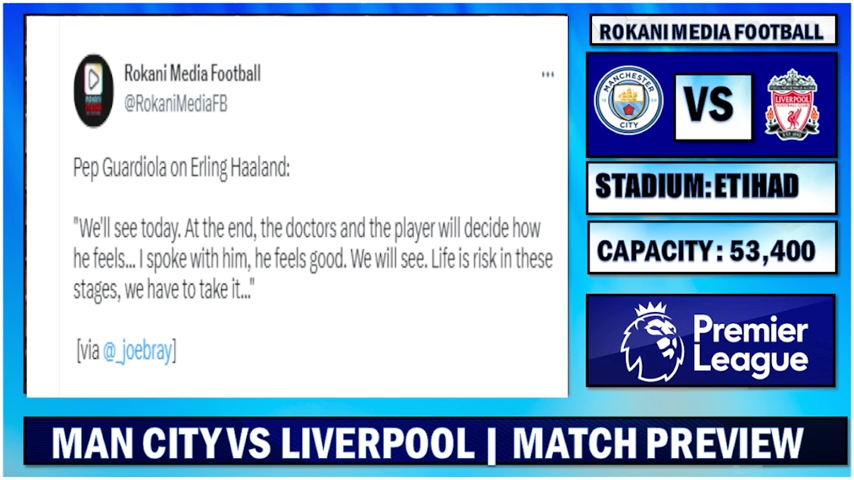 Rokani Media Football
@RokaniMediaFB
Pep Guardiola on Erling Haaland:
"We'll see today. At the end, the doctors and the player will decide how
he feels... I spoke with him, he feels good. We will see. Life is risk in these
stages, we have to take it..."
[via @_joebray]
ROKANI MEDIA FOOTBALL
MANCHESTER
CITY
VS
LIVERPOOL
FOOTBALL CLUB
STADIUM:ETIHAD
CAPACITY: 53,400
Premier
League
MAN CITY VS LIVERPOOL | MATCH PREVIEW